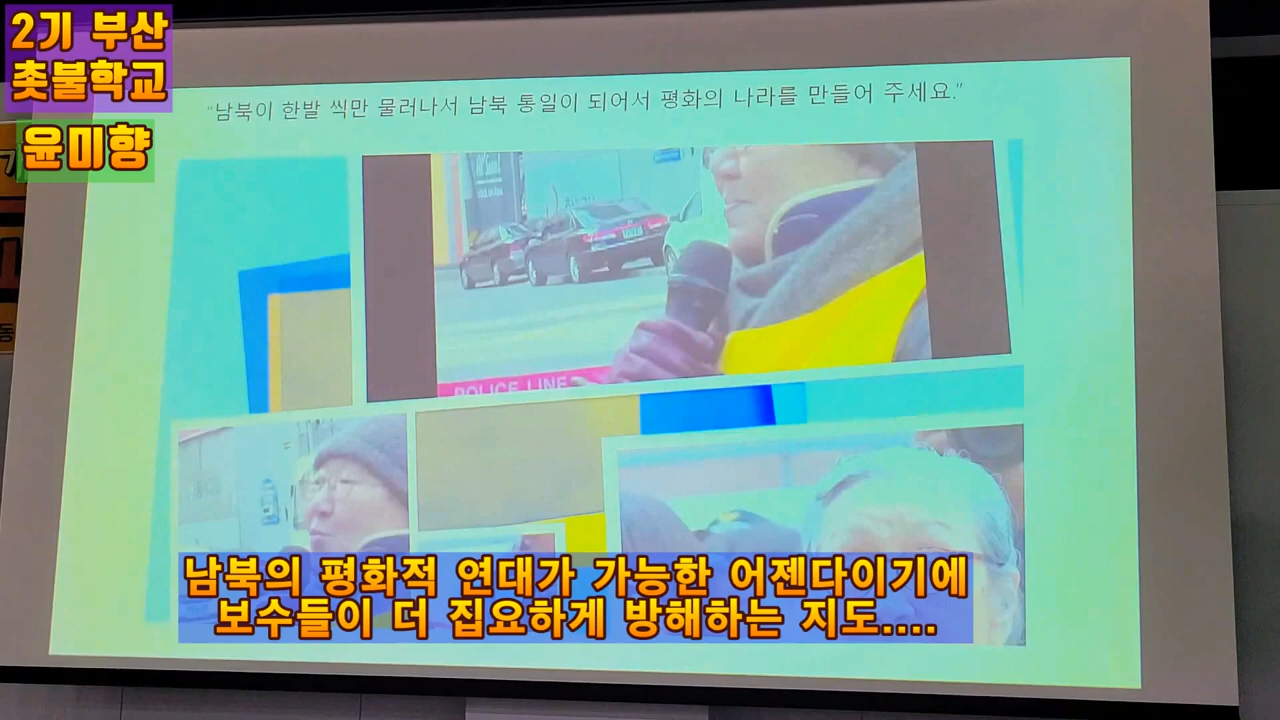 2기 부산
촛불학교
윤미향
“남북이 한발 씩만 물러나서 남북 통일이 되어서 평화의 나라를 만들어 주세요.”
POLICE LINE
남북의 평화적 연대가 가능한 어젠다이기에
보수들이 더 집요하게 방해하는 지도....